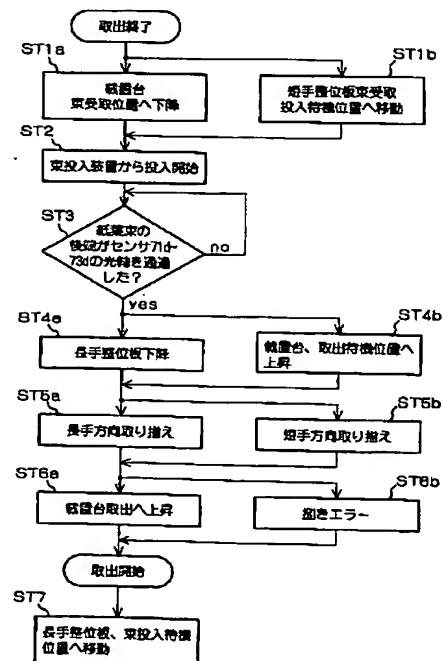 取出終了
ST1a
載置台
束受取位置へ下降
ST1b
短手整位板束受取
投入待機位置へ移動
ST2
束投入装置から投入開始
ST3
紙葉束の
後端がセンサ71d~
73dの光軸を通過
した?
no
yes
ST4a
長手整位板下降
ST4b
載置台、取出待機位置へ
上昇
ST5a
長手方向取り揃え
ST5b
短手方向取り揃え
ST6a
載置台取出へ上昇
ST6b
傾きエラー
取出開始
ST7
長手整位板、束投入待機
位置へ移動